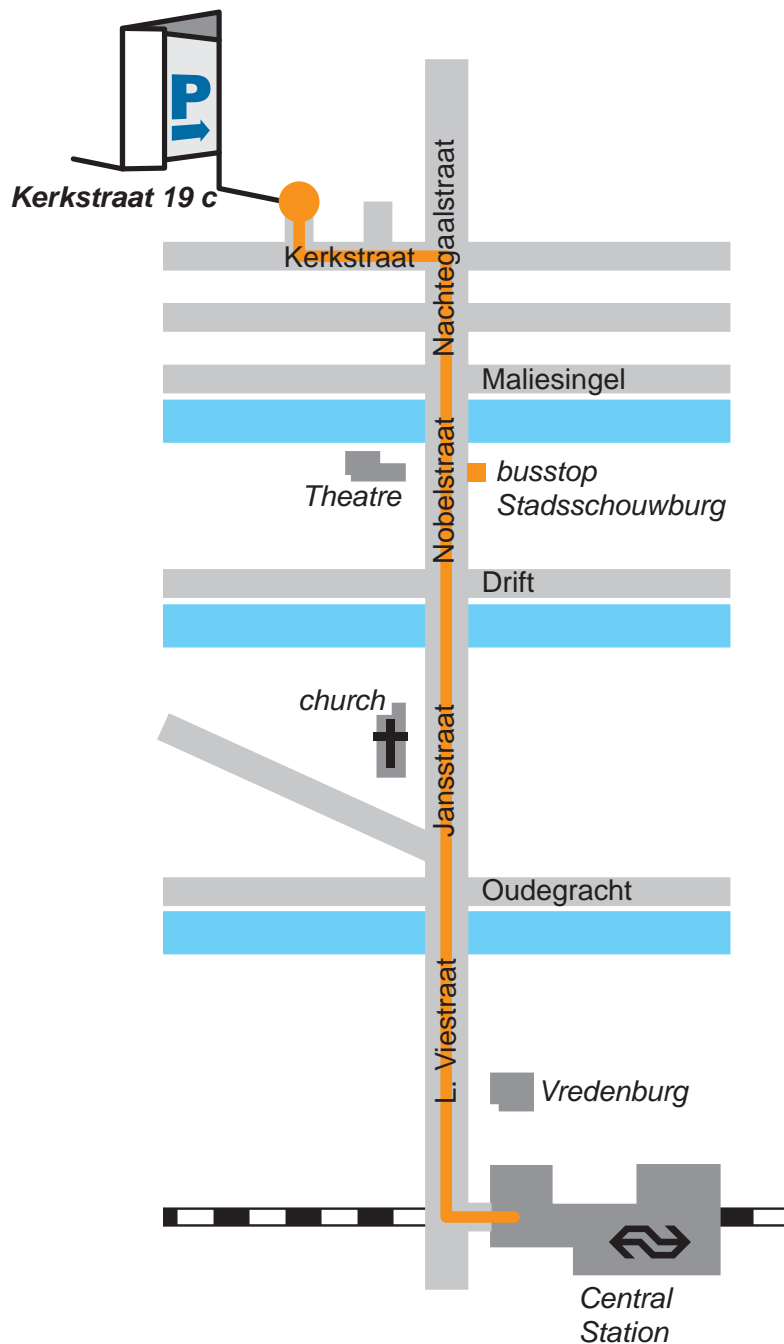 P
Kerkstraat 19 c
Nachtegaalstraat
Kerkstraat
Maliesingel
Nobelstraat
Theatre
busstop
Stadsschouwburg
Drift
church
Jansstraat
Oudegracht
L. Viestraat
Vredenburg
Central
Station